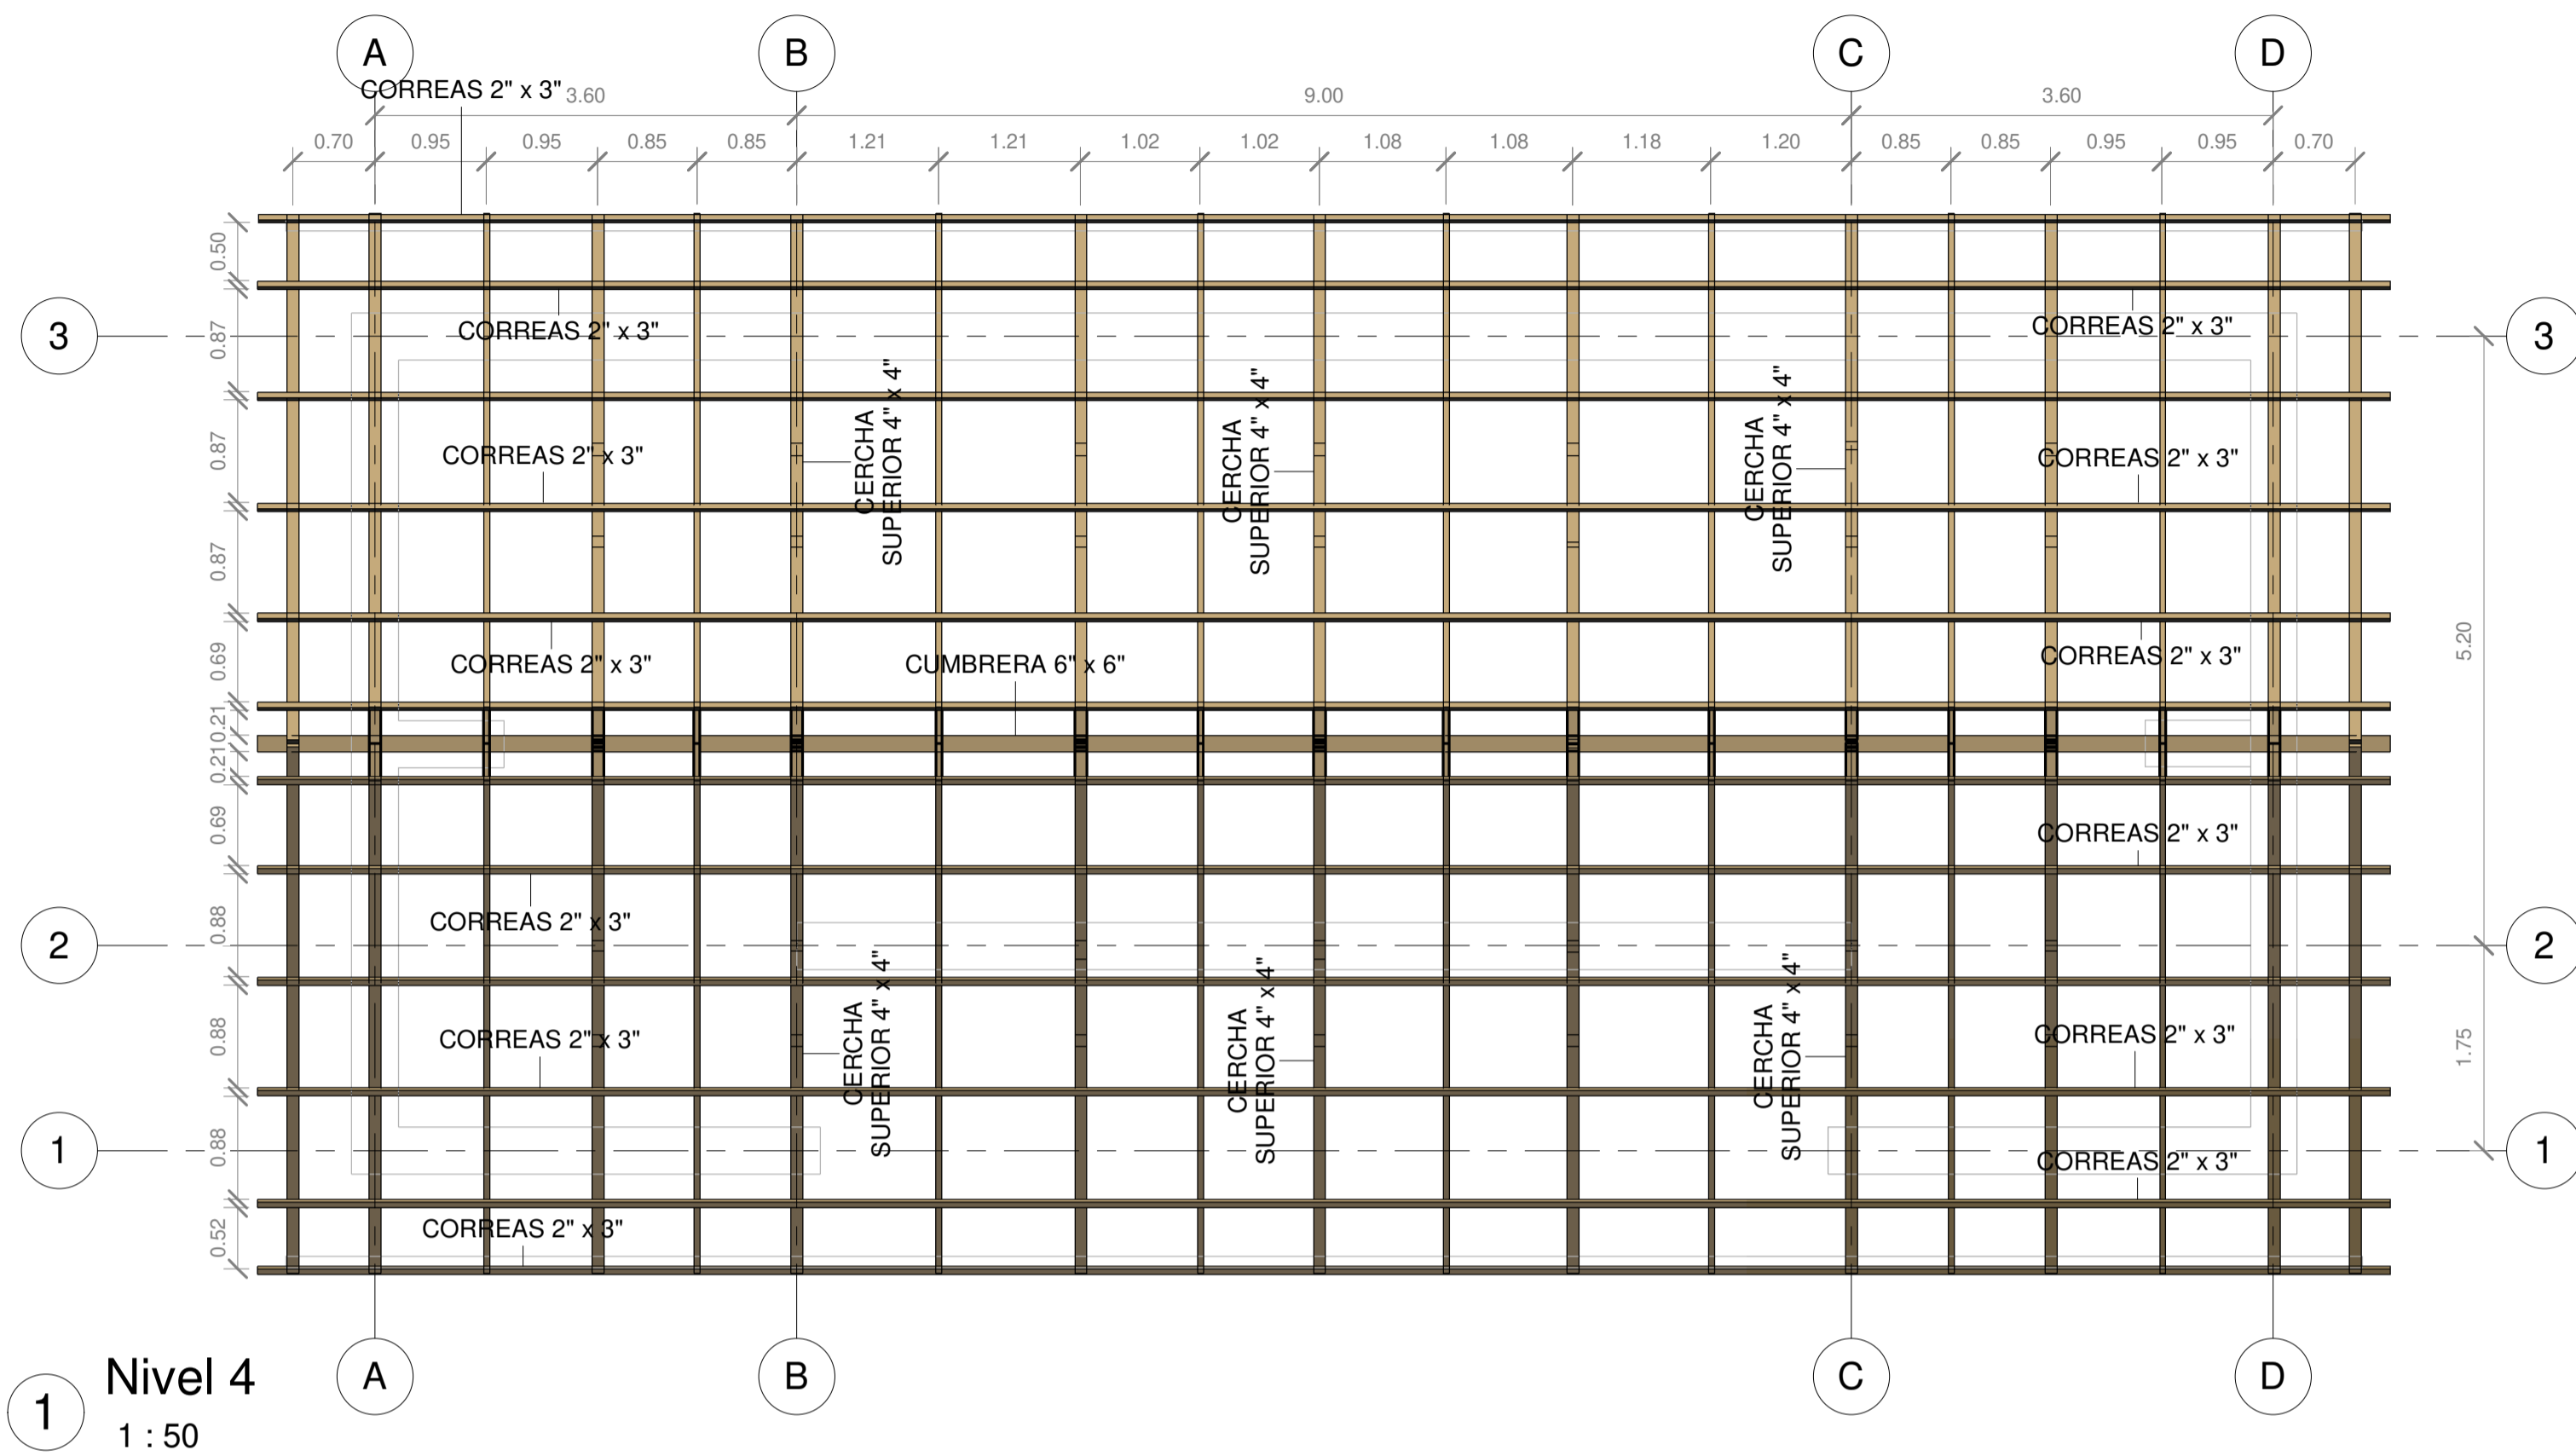 A
B
C
D
CORREAS 2" x 3"
3.60
9.00
3.60
0.70
0.95
0.95
0.85
0.85
1.21
1.21
1.02
1.02
1.08
1.08
1.18
1.20
0.85
0.85
0.95
0.95
0.70
0.50
3
0.87
CORREAS 2" x 3"
CORREAS 2" x 3"
3
0.87
CORREAS 2" x 3"
CERCHA
SUPERIOR 4" x 4"
CERCHA
SUPERIOR 4" x 4"
CERCHA
SUPERIOR 4" x 4"
CORREAS 2" x 3"
0.87
0.69
CORREAS 2" x 3"
CUMBRERA 6" x 6"
CORREAS 2" x 3"
5.20
0.21
0.21
0.69
CORREAS 2" x 3"
0.88
CORREAS 2" x 3"
2
2
0.88
CORREAS 2" x 3"
CERCHA
SUPERIOR 4" x 4"
CERCHA
SUPERIOR 4" x 4"
CERCHA
SUPERIOR 4" x 4"
CORREAS 2" x 3"
1.75
1
0.88
CORREAS 2" x 3"
1
0.52
CORREAS 2" x 3"
A
B
C
D
1
Nivel 4
1 : 50